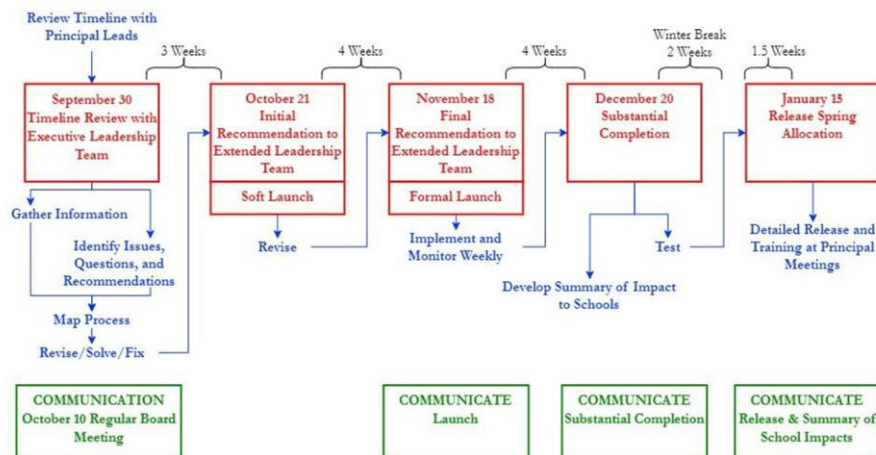 Review Timeline with
Principal Leads
3 Weeks
4 Weeks
4 Weeks
Winter Break
2 Weeks
1.5 Weeks
September 30
Timeline Review with
Executive Leadership
Team
October 21
Initial
Recommendation to
Extended Leadership
Team
Soft Launch
November 18
Final
Recommendation to
Extended Leadership
Team
Formal Launch
December 20
Substantial
Completion
January 15
Release Spring
Allocation
Gather Information
Identify Issues,
Questions, and
Recommendations
Map Process
Revise/Solve/Fix
Revise
Implement and
Monitor Weekly
Develop Summary of Impact
to Schools
Test
Detailed Release and
Training at Principal
Meetings
COMMUNICATION
October 10 Regular Board
Meeting
COMMUNICATE
Launch
COMMUNICATE
Substantial Completion
COMMUNICATE
Release & Summary of
School Impacts